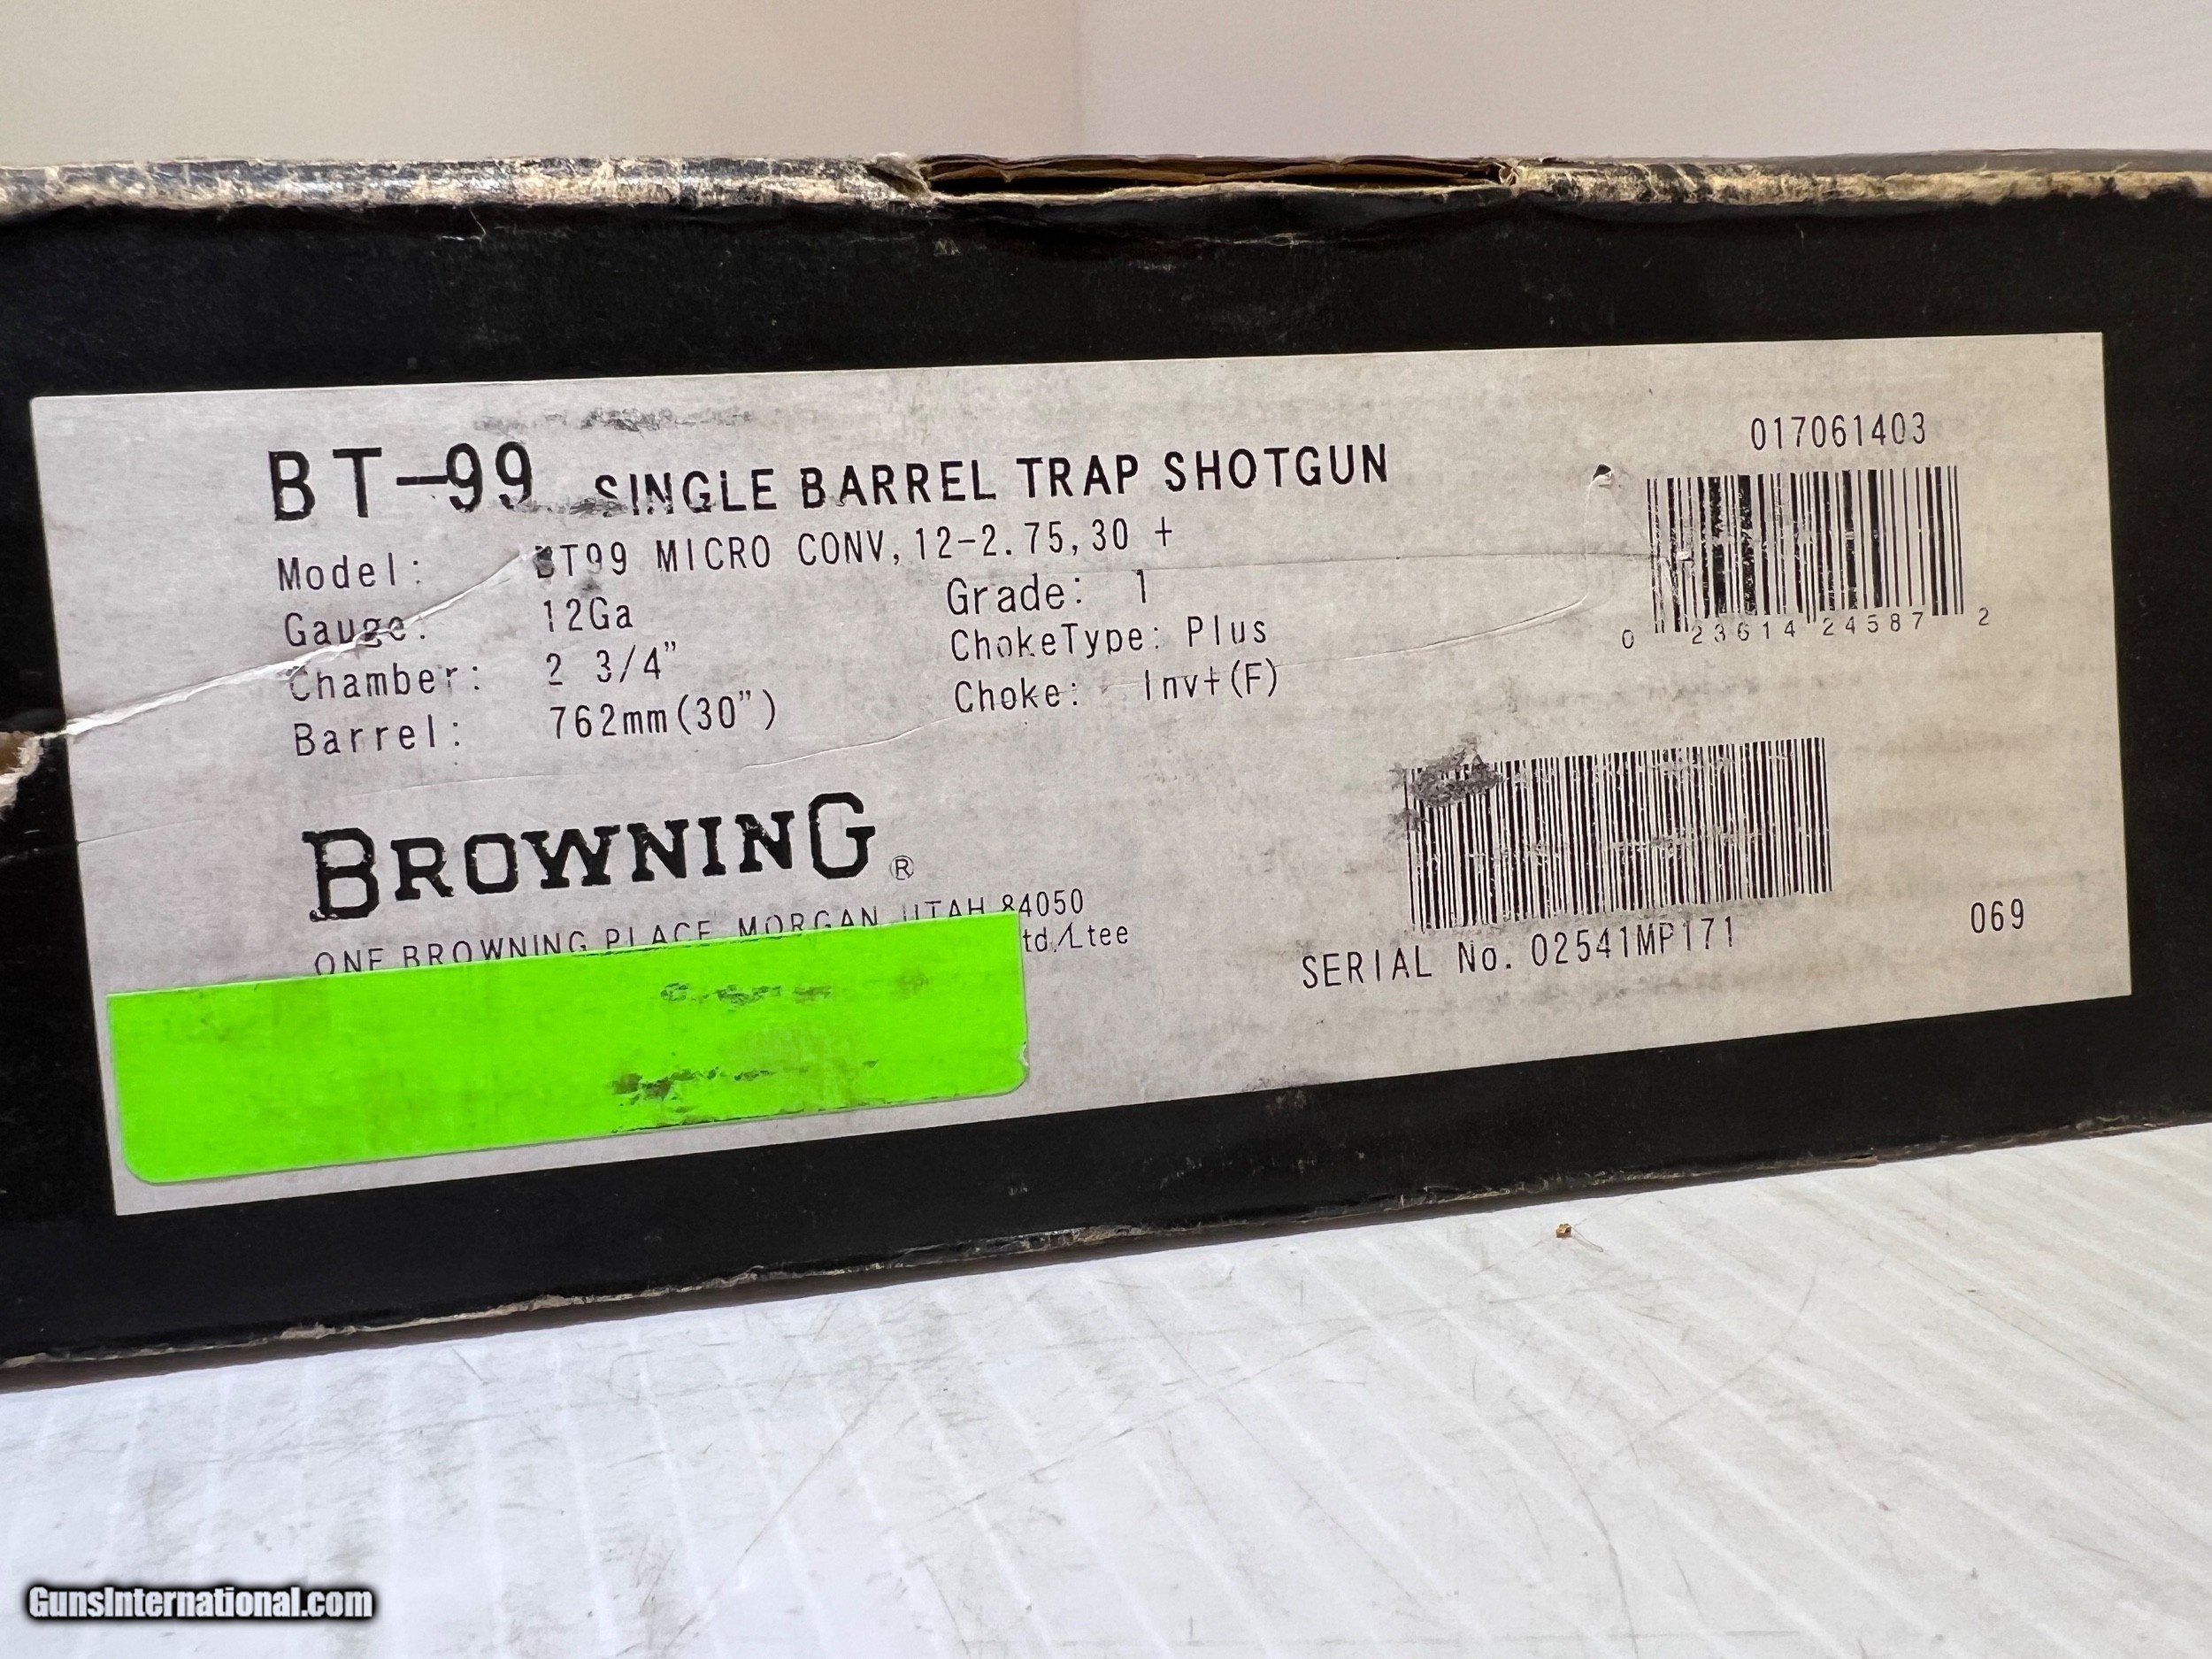 BT-99 SINGLE BARREL TRAP SHOTGUN
Model: BT99 MICRO CONV, 12-2.75, 30 +
Gauge: 12Ga
Grade: 1
Chamber: 2 3/4"
ChokeType: Plus
Barrel: 762mm(30")
Choke: Inv+(F)
017061403
0 23614 24587 2
BROWNING®
ONE BROWNING PLACE MORGAN UTAH 84050
td./Ltee
SERIAL No. 02541MP171
069
GunsInternational.com